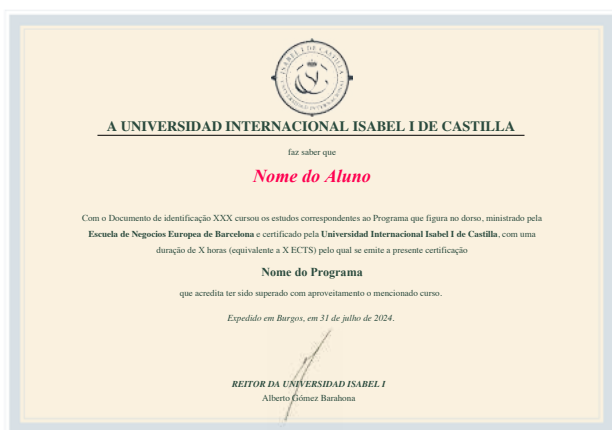 A UNIVERSIDAD INTERNACIONAL ISABEL I DE CASTILLA
faz saber que
Nome do Aluno
Com o Documento de identificação XXX cursou os estudos correspondentes ao Programa que figura no dorso, ministrado pela
Escuela de Negocios Europea de Barcelona e certificado pela Universidad Internacional Isabel I de Castilla, com uma
duração de X horas (equivalente a X ECTS) pelo qual se emite a presente certificação
Nome do Programa
que acredita ter sido superado com aproveitamento o mencionado curso.
Expedido em Burgos, em 31 de julho de 2024.
REITOR DA UNIVERSIDAD ISABEL I
Alberto Gómez Barahona